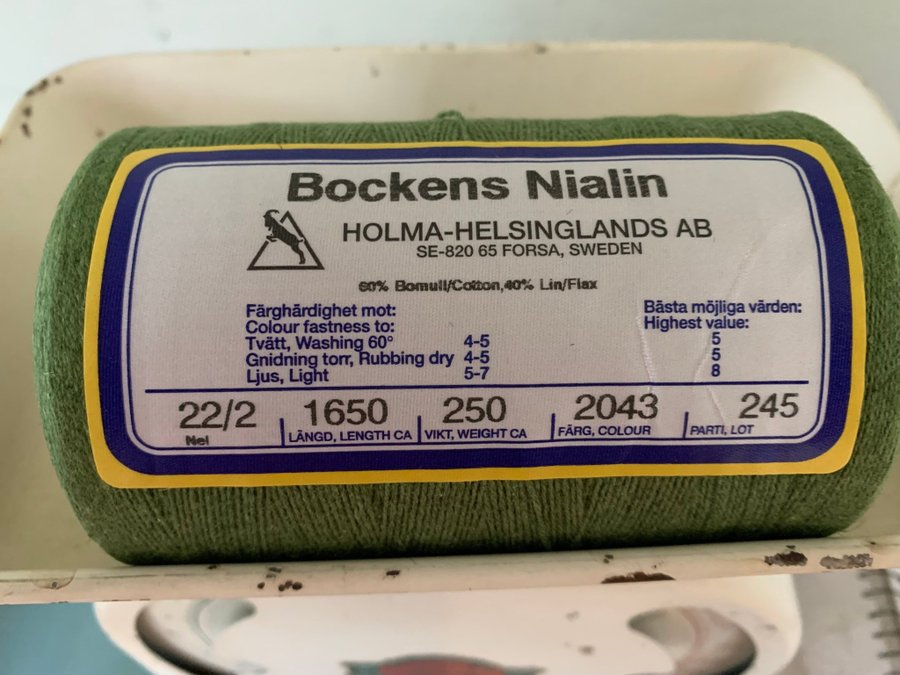 Bockens Nialin
HOLMA-HELSINGLANDS AB
SE-820 65 FORSA, SWEDEN
60% Bomull/Cotton,40% Lin/Flax
Färghärdighet mot:
Colour fastness to:
Bästa möjliga värden:
Highest value:
Tvätt, Washing 60° 4-5 5
Gnidning torr, Rubbing dry 4-5 5
Ljus, Light 5-7 8
22/2 1650 250 2043 245
Nel LÄNGD, LENGTH CA VIKT, WEIGHT CA FÄRG, COLOUR PARTI, LOT